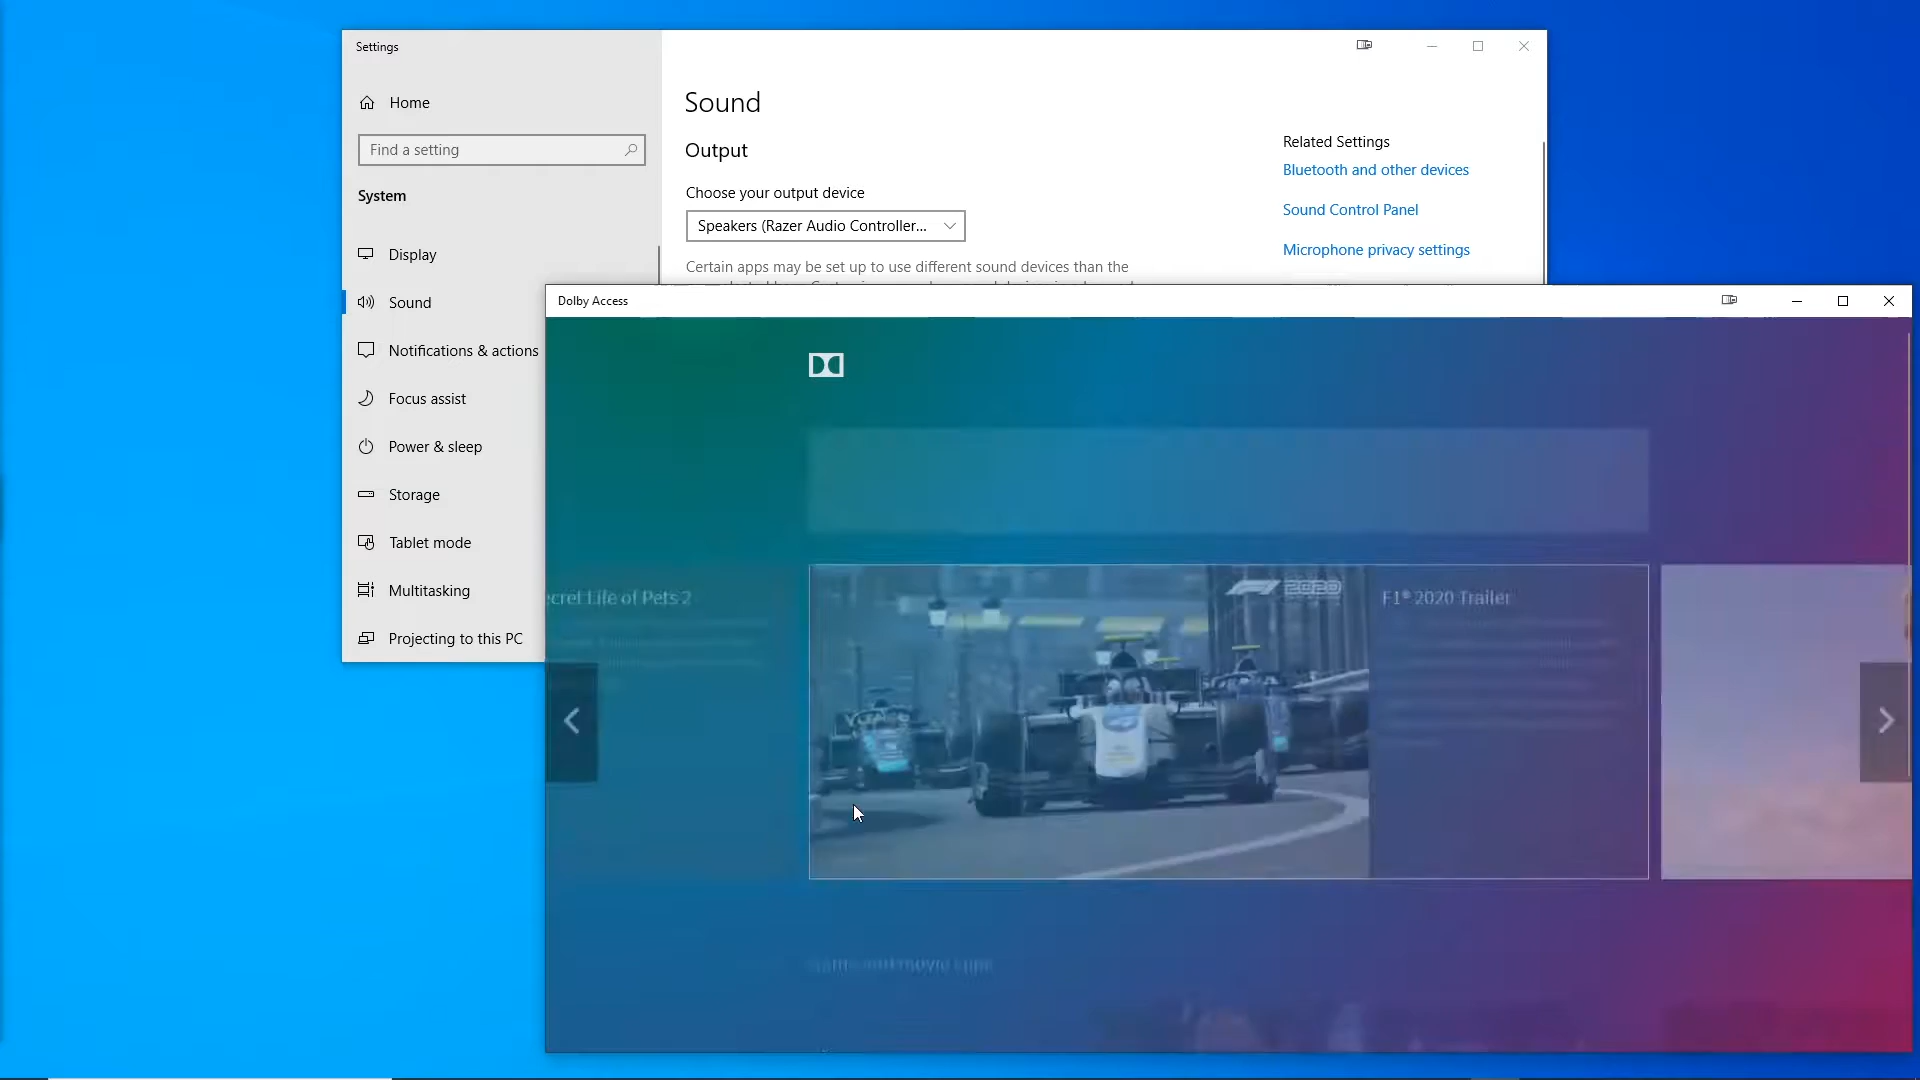 Settings
Home
Find a setting
System
Display
Sound
Notifications & actions
Focus assist
Power & sleep
Storage
Tablet mode
Multitasking
Projecting to this PC
Sound
Output
Choose your output device
Speakers (Razer Audio Controller...
Certain apps may be set up to use different sound devices than the
Related Settings
Bluetooth and other devices
Sound Control Panel
Microphone privacy settings
Dolby Access
ecret Life of Pets 2
2020
F1® 2020 Trailer